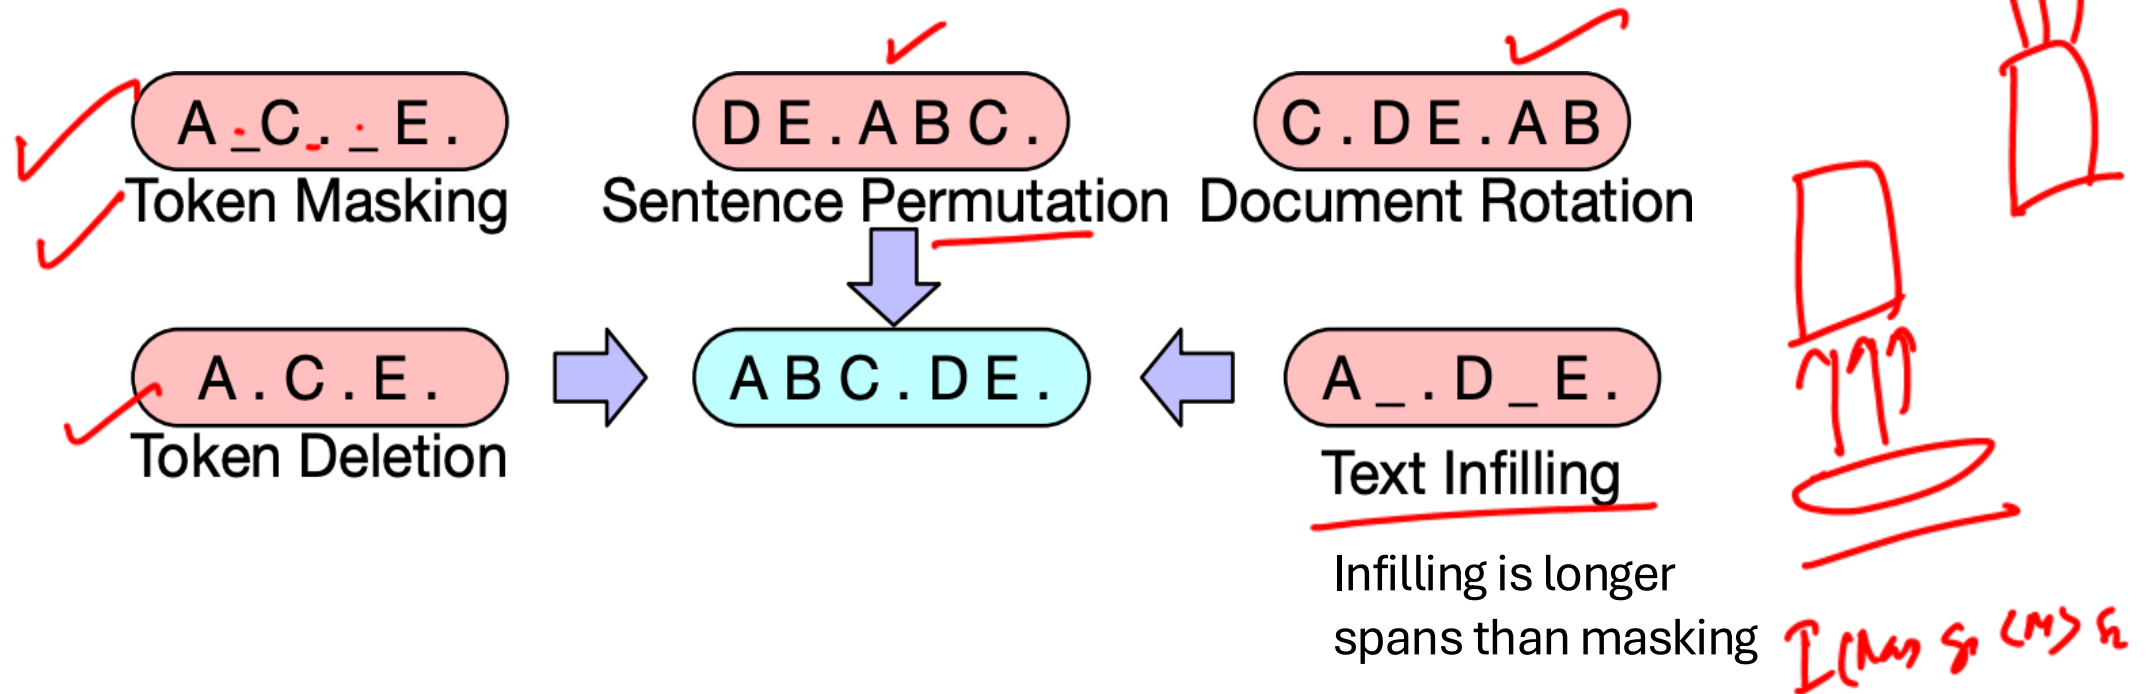 A _ C . _ E .
Token Masking
D E . A B C .
Sentence Permutation
C . D E . A B
Document Rotation
A . C . E .
Token Deletion
A B C . D E .
A _ . D _ E .
Text Infilling
Infilling is longer
spans than masking